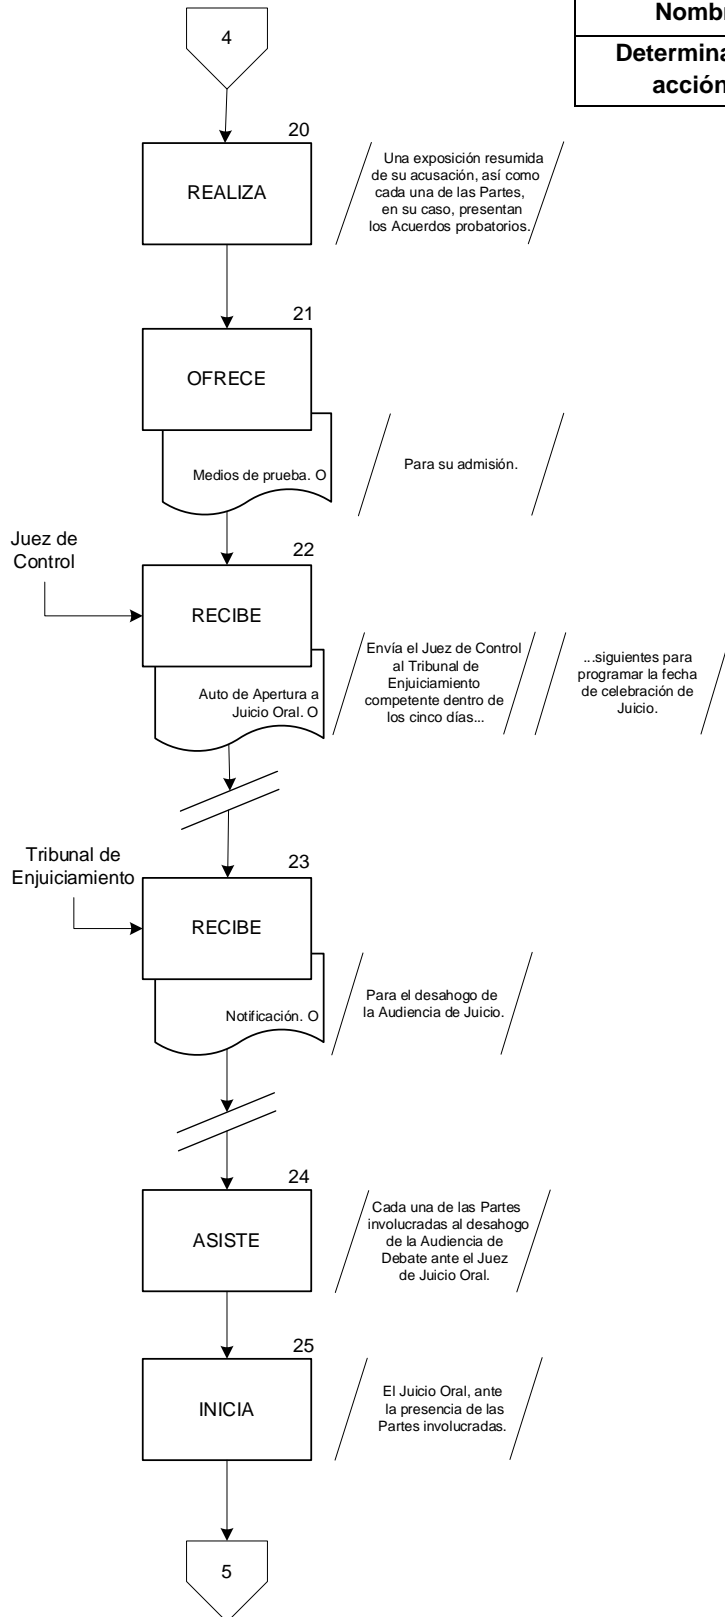 Nombr
Determina
acción
4
20
REALIZA
Una exposición resumida
de su acusación, así como
cada una de las Partes,
en su caso, presentan
los Acuerdos probatorios.
21
OFRECE
Medios de prueba. O
Para su admisión.
Juez de
Control
22
RECIBE
Auto de Apertura a
Juicio Oral. O
Envía el Juez de Control
al Tribunal de
Enjuiciamiento
competente dentro de
los cinco días...
...siguientes para
programar la fecha
de celebración de
Juicio.
Tribunal de
Enjuiciamiento
23
RECIBE
Notificación. O
Para el desahogo de
la Audiencia de Juicio.
24
ASISTE
Cada una de las Partes
involucradas al desahogo
de la Audiencia de
Debate ante el Juez
de Juicio Oral.
25
INICIA
El Juicio Oral, ante
la presencia de las
Partes involucradas.
5